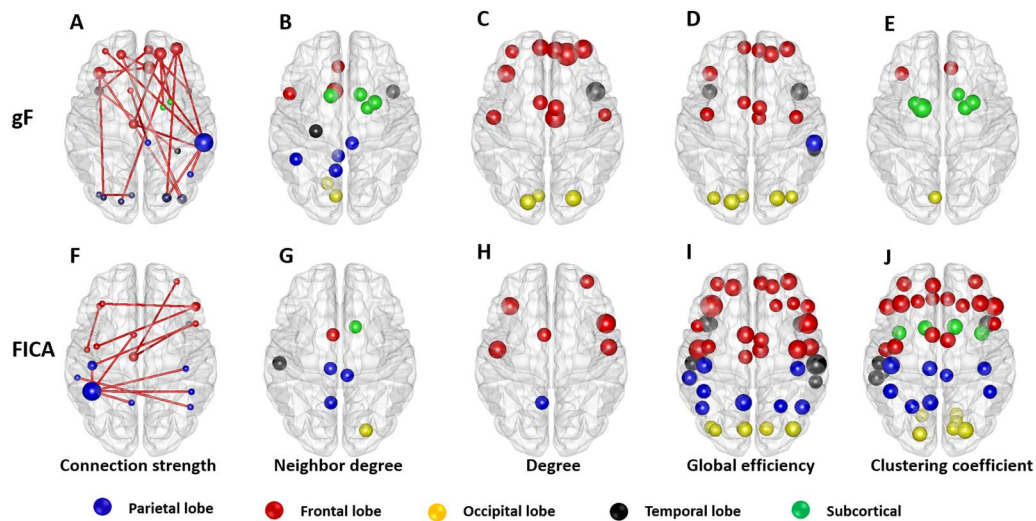 A B C D E
gF
F G H I J
FICA
Connection strength Neighbor degree Degree Global efficiency Clustering coefficient
Parietal lobe Frontal lobe Occipital lobe Temporal lobe Subcortical